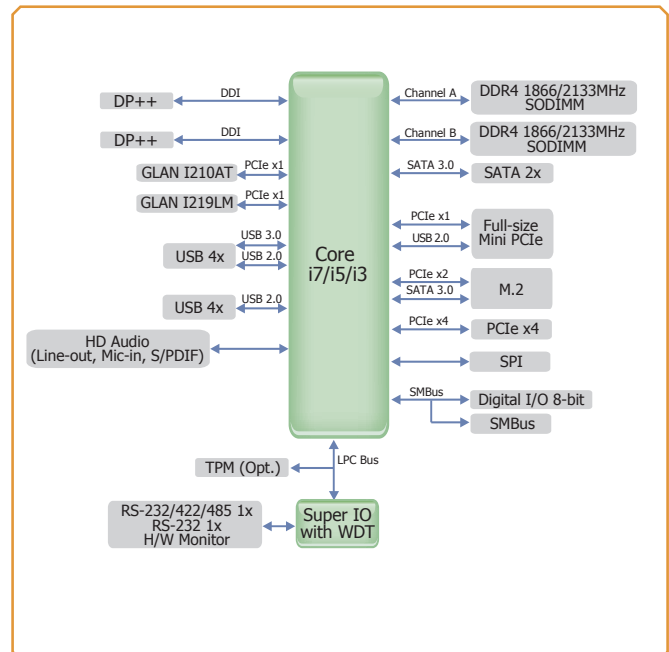 DP++
DDI
DP++
DDI
GLAN I210AT
PCIe x1
GLAN I219LM
PCIe x1
USB 4x
USB 3.0
USB 2.0
USB 4x
USB 2.0
HD Audio
(Line-out, Mic-in, S/PDIF)
Core
i7/i5/i3
Channel A
DDR4 1866/2133MHz
SODIMM
Channel B
DDR4 1866/2133MHz
SODIMM
SATA 3.0
SATA 2x
PCIe x1
USB 2.0
Full-size
Mini PCIe
PCIe x2
SATA 3.0
M.2
PCIe x4
PCIe x4
SPI
SMBus
Digital I/O 8-bit
SMBus
TPM (Opt.)
LPC Bus
RS-232/422/485 1x
RS-232 1x
H/W Monitor
Super IO
with WDT